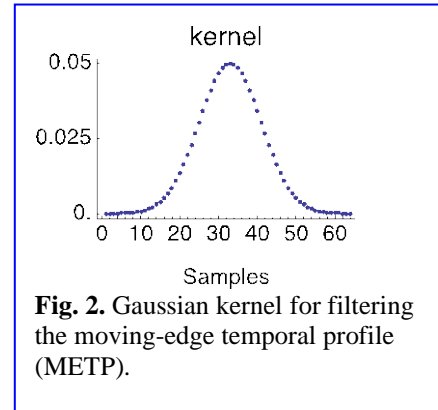 kernel
0.05
0.025
0.
0 10 20 30 40 50 60
Samples
Fig. 2. Gaussian kernel for filtering
the moving-edge temporal profile
(METP).